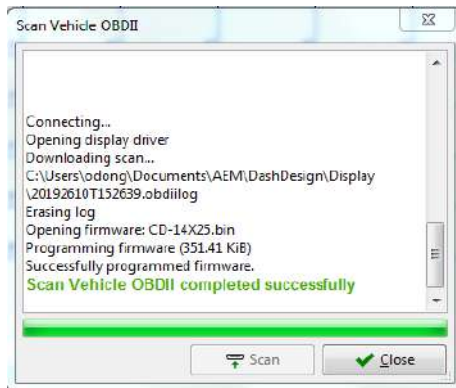 Scan Vehicle OBDII
Connecting...
Opening display driver
Downloading scan...
C:\Users\odong\Documents\AEM\DashDesign\Display
\20192610T152639.obdiilog
Erasing log
Opening firmware: CD-14X25.bin
Programming firmware (351.41 KiB)
Successfully programmed firmware.
Scan Vehicle OBDII completed successfully
Scan
Close